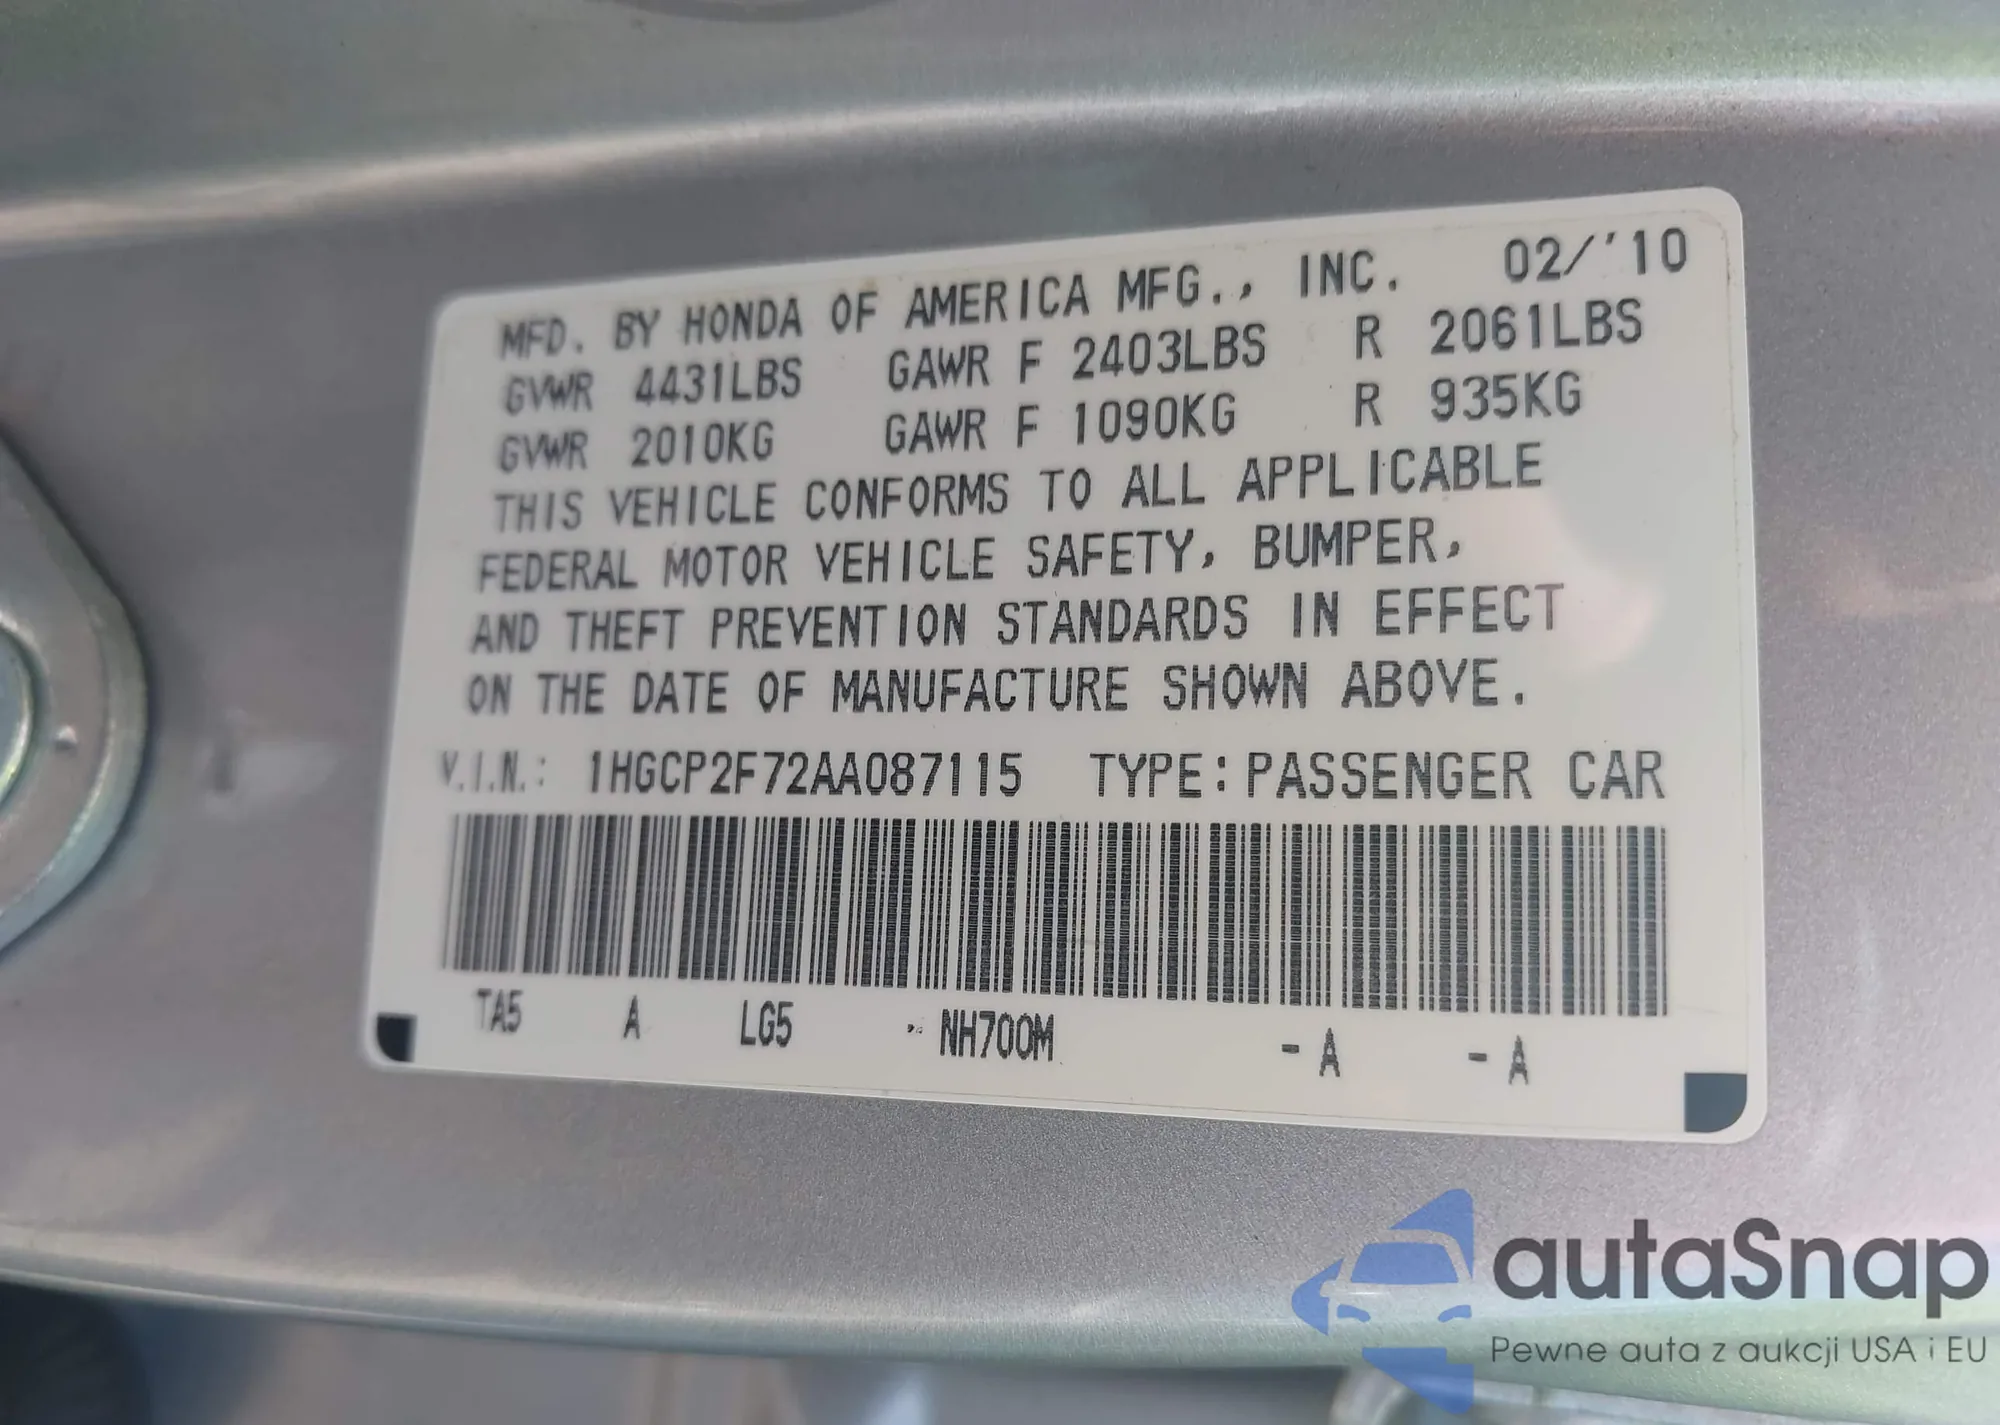 MFD. BY HONDA OF AMERICA MFG., INC. 02/'10
GVWR 4431LBS GAWR F 2403LBS R 2061LBS
GVWR 2010KG GAWR F 1090KG R 935KG
THIS VEHICLE CONFORMS TO ALL APPLICABLE
FEDERAL MOTOR VEHICLE SAFETY, BUMPER,
AND THEFT PREVENTION STANDARDS IN EFFECT
ON THE DATE OF MANUFACTURE SHOWN ABOVE.
V.I.N.: 1HGCP2F72AA087115 TYPE: PASSENGER CAR
TA5 A LG5 NH700M -A -A
autaSnap
Pewne auta z aukcji USA i EU